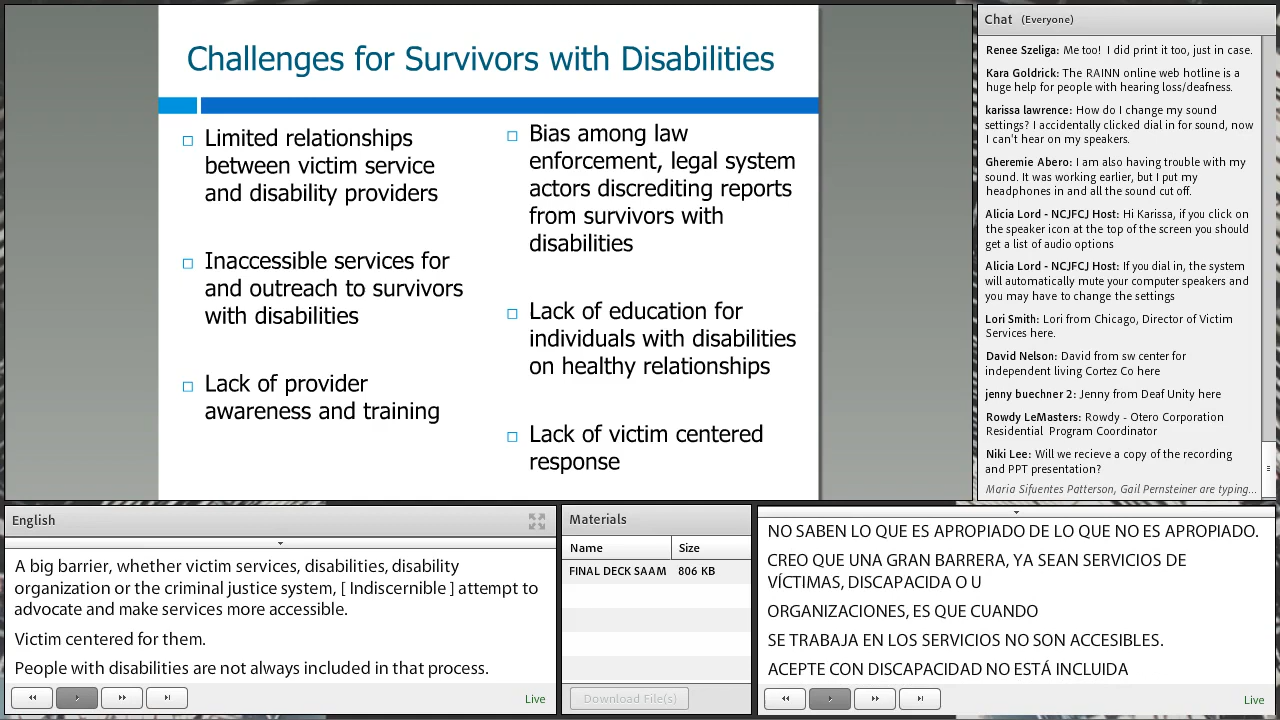 Challenges for Survivors with Disabilities
Limited relationships
between victim service
and disability providers
Inaccessible services for
and outreach to survivors
with disabilities
Lack of provider
awareness and training
Bias among law
enforcement, legal system
actors discrediting reports
from survivors with
disabilities
Lack of education for
individuals with disabilities
on healthy relationships
Lack of victim centered
response
Chat (Everyone)
Renee Szeliga: Me too! I did print it too, just in case.
Kara Goldrick: The RAINN online web hotline is a
huge help for people with hearing loss/deafness.
karissa lawrence: How do I change my sound
settings? I accidentally clicked dial in for sound, now
I can't hear on my speakers.
Gheremie Abero: I am also having trouble with my
sound. It was working earlier, but I put my
headphones in and all the sound cut off.
Alicia Lord - NCJFCJ Host: Hi Karissa, if you click on
the speaker icon at the top of the screen you should
get a list of audio options
Alicia Lord - NCJFCJ Host: If you dial in, the system
will automatically mute your computer speakers and
you may have to change the settings
Lori Smith: Lori from Chicago, Director of Victim
Services here.
David Nelson: David from sw center for
independent living Cortez Co here
jenny buechner 2: Jenny from Deaf Unity here
Rowdy LeMasters: Rowdy - Otero Corporation
Residential Program Coordinator
Niki Lee: Will we recieve a copy of the recording
and PPT presentation?
Maria Sifuentes Patterson, Gail Pernsteiner are typing...
English
A big barrier, whether victim services, disabilities, disability
organization or the criminal justice system, [ Indiscernible ] attempt to
advocate and make services more accessible.
Victim centered for them.
People with disabilities are not always included in that process.
Live
Materials
Name Size
FINAL DECK SAAM 806 KB
Download File(s)
NO SABEN LO QUE ES APROPIADO DE LO QUE NO ES APROPIADO.
CREO QUE UNA GRAN BARRERA, YA SEAN SERVICIOS DE
VÍCTIMAS, DISCAPACIDA O U
ORGANIZACIONES, ES QUE CUANDO
SE TRABAJA EN LOS SERVICIOS NO SON ACCESIBLES.
ACEPTE CON DISCAPACIDAD NO ESTÁ INCLUIDA
Live